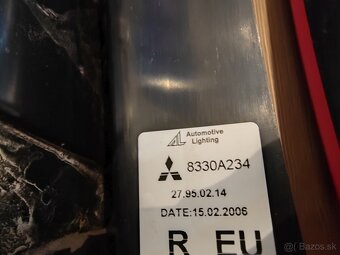 Automotive
Lighting
8330A234
27.95.02.14
DATE:15.02.2006
R EU
Bazos.sk